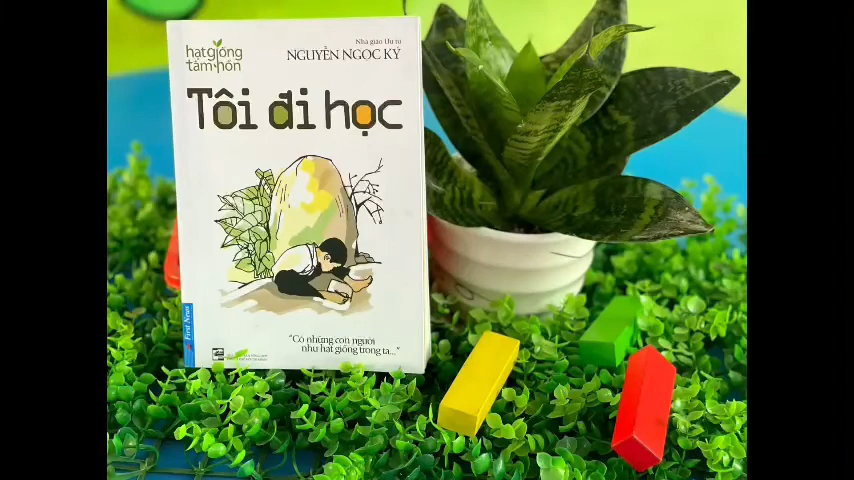 hạt giống
tâm hồn
Nhà giáo Ưu tú
NGUYỄN NGỌC KÝ
Tôi đi học
"Có những con người
như hạt giống trong ta..."
First News